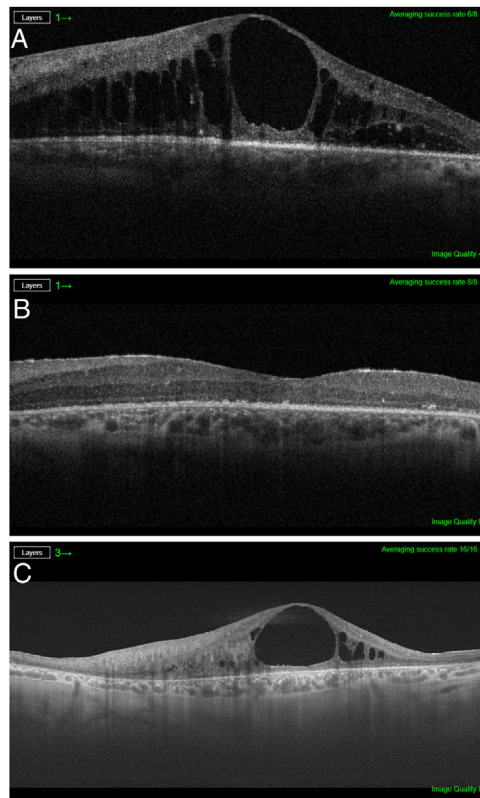 Layers 1→ Averaging success rate 6/8
A
Image Quality
Layers 1→ Averaging success rate 8/8
B
Image Quality
Layers 3→ Averaging success rate 16/16
C
Image Quality